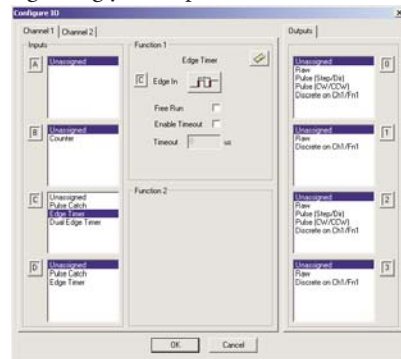 Configure IO
Channel 1 Channel 2
Inputs
A
Unassigned
B
Unassigned
Counter
C
Unassigned
Pulse Catch
Edge Timer
Dual Edge Timer
D
Unassigned
Pulse Catch
Edge Timer
Function 1
Edge Timer
C Edge In
Free Run
Enable Timeout
Timeout 0 us
Function 2
Outputs
Unassigned
Raw
Pulse (Step/Dir)
Pulse (CW/CCW)
Discrete on Ch1/Fn1
0
Unassigned
Raw
Discrete on Ch1/Fn1
1
Unassigned
Raw
Pulse (Step/Dir)
Pulse (CW/CCW)
Discrete on Ch1/Fn1
2
Unassigned
Raw
Discrete on Ch1/Fn1
3
OK Cancel